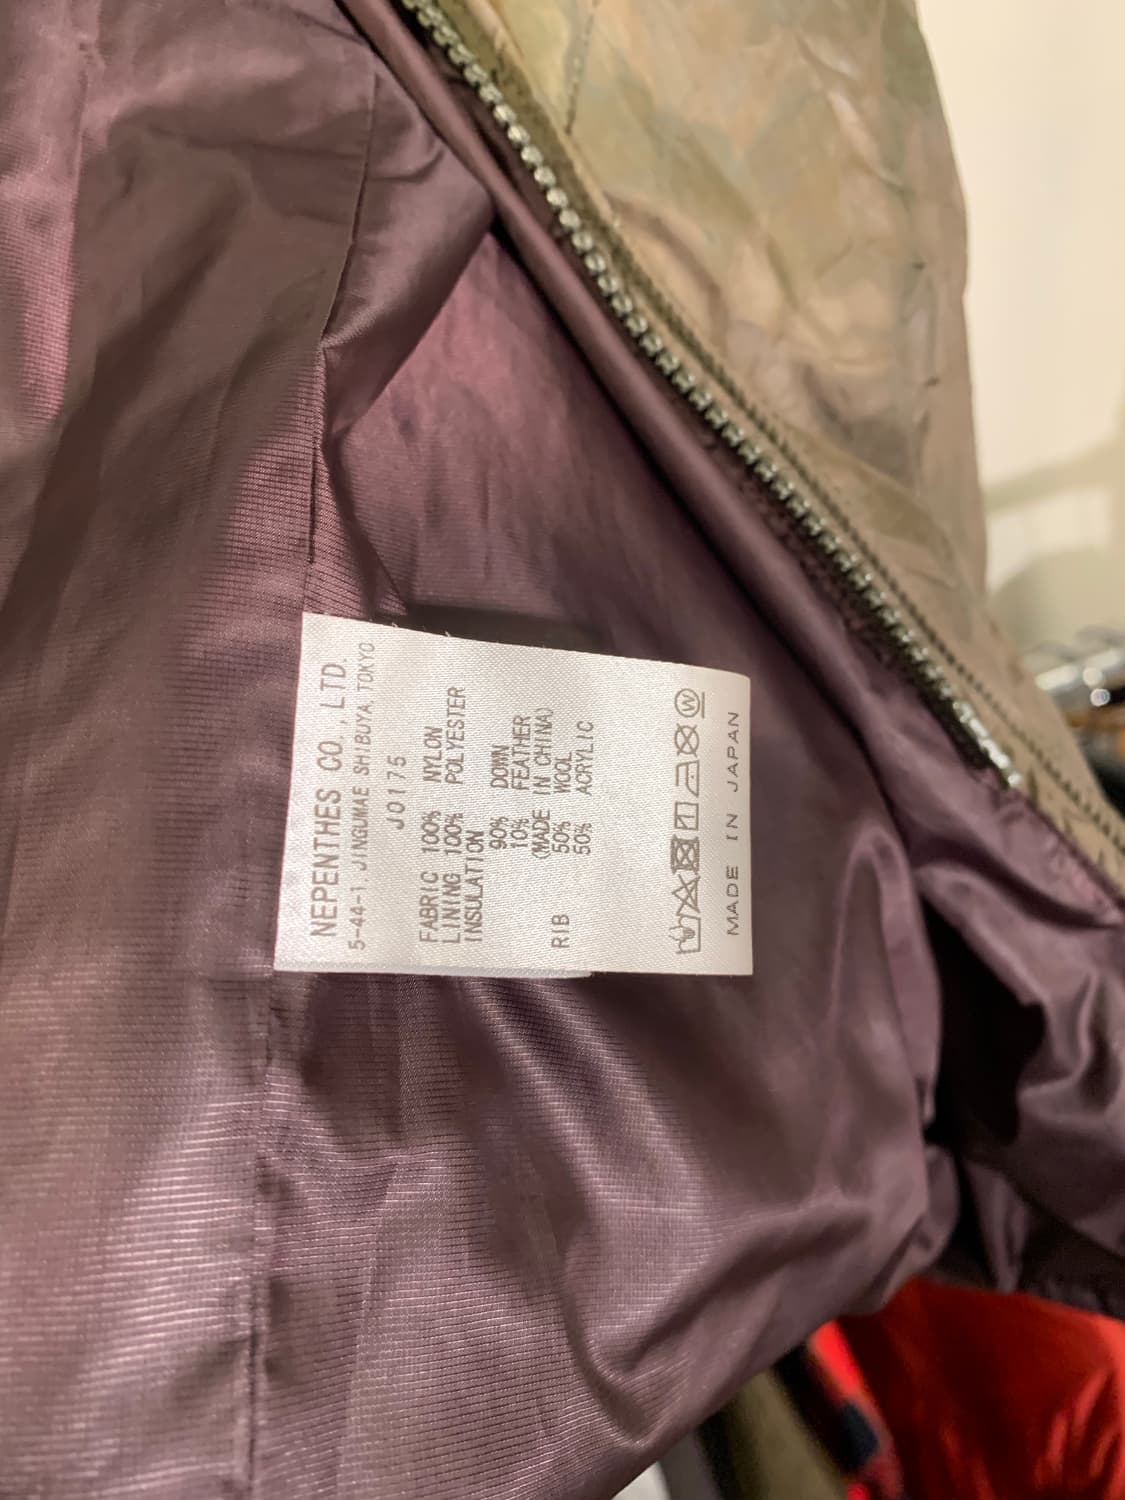 NEPENTHES CO., LTD.
5-44-1, JINGUMAE SHIBUYA, TOKYO
J0175
FABRIC 100% NYLON
LINING 100% POLYESTER
INSULATION
90% DOWN
10% FEATHER
(MADE IN CHINA)
RIB 50% WOOL
50% ACRYLIC
W
MADE IN JAPAN